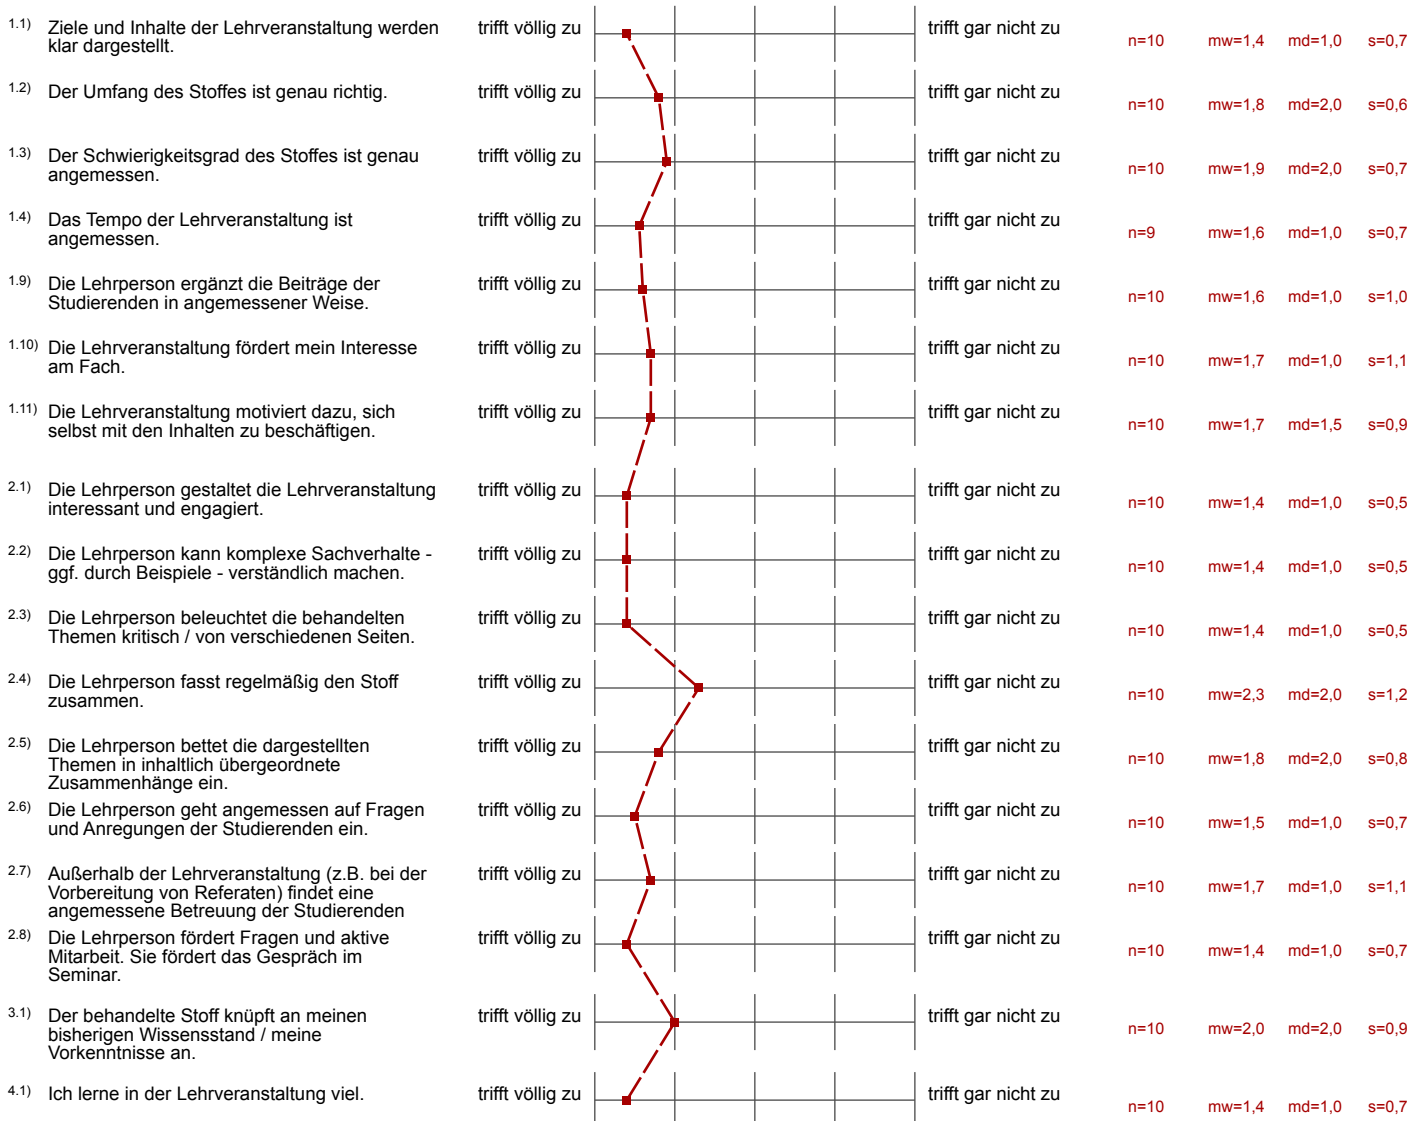 1.1) Ziele und Inhalte der Lehrveranstaltung werden trifft völlig zu trifft gar nicht zu
klar dargestellt. n=10 mw=1,4 md=1,0 s=0,7
1.2) Der Umfang des Stoffes ist genau richtig. trifft völlig zu trifft gar nicht zu
n=10 mw=1,8 md=2,0 s=0,6
1.3) Der Schwierigkeitsgrad des Stoffes ist genau trifft völlig zu trifft gar nicht zu
angemessen. n=10 mw=1,9 md=2,0 s=0,7
1.4) Das Tempo der Lehrveranstaltung ist trifft völlig zu trifft gar nicht zu
angemessen. n=9 mw=1,6 md=1,0 s=0,7
1.9) Die Lehrperson ergänzt die Beiträge der trifft völlig zu trifft gar nicht zu
Studierenden in angemessener Weise. n=10 mw=1,6 md=1,0 s=1,0
1.10) Die Lehrveranstaltung fördert mein Interesse trifft völlig zu trifft gar nicht zu
am Fach. n=10 mw=1,7 md=1,0 s=1,1
1.11) Die Lehrveranstaltung motiviert dazu, sich trifft völlig zu trifft gar nicht zu
selbst mit den Inhalten zu beschäftigen. n=10 mw=1,7 md=1,5 s=0,9
2.1) Die Lehrperson gestaltet die Lehrveranstaltung trifft völlig zu trifft gar nicht zu
interessant und engagiert. n=10 mw=1,4 md=1,0 s=0,5
2.2) Die Lehrperson kann komplexe Sachverhalte - trifft völlig zu trifft gar nicht zu
ggf. durch Beispiele - verständlich machen. n=10 mw=1,4 md=1,0 s=0,5
2.3) Die Lehrperson beleuchtet die behandelten trifft völlig zu trifft gar nicht zu
Themen kritisch / von verschiedenen Seiten. n=10 mw=1,4 md=1,0 s=0,5
2.4) Die Lehrperson fasst regelmäßig den Stoff trifft völlig zu trifft gar nicht zu
zusammen. n=10 mw=2,3 md=2,0 s=1,2
2.5) Die Lehrperson bettet die dargestellten trifft völlig zu trifft gar nicht zu
Themen in inhaltlich übergeordnete n=10 mw=1,8 md=2,0 s=0,8
Zusammenhänge ein.
2.6) Die Lehrperson geht angemessen auf Fragen trifft völlig zu trifft gar nicht zu
und Anregungen der Studierenden ein. n=10 mw=1,5 md=1,0 s=0,7
2.7) Außerhalb der Lehrveranstaltung (z.B. bei der trifft völlig zu trifft gar nicht zu
Vorbereitung von Referaten) findet eine n=10 mw=1,7 md=1,0 s=1,1
angemessene Betreuung der Studierenden
2.8) Die Lehrperson fördert Fragen und aktive trifft völlig zu trifft gar nicht zu
Mitarbeit. Sie fördert das Gespräch im n=10 mw=1,4 md=1,0 s=0,7
Seminar.
3.1) Der behandelte Stoff knüpft an meinen trifft völlig zu trifft gar nicht zu
bisherigen Wissensstand / meine n=10 mw=2,0 md=2,0 s=0,9
Vorkenntnisse an.
4.1) Ich lerne in der Lehrveranstaltung viel. trifft völlig zu trifft gar nicht zu
n=10 mw=1,4 md=1,0 s=0,7